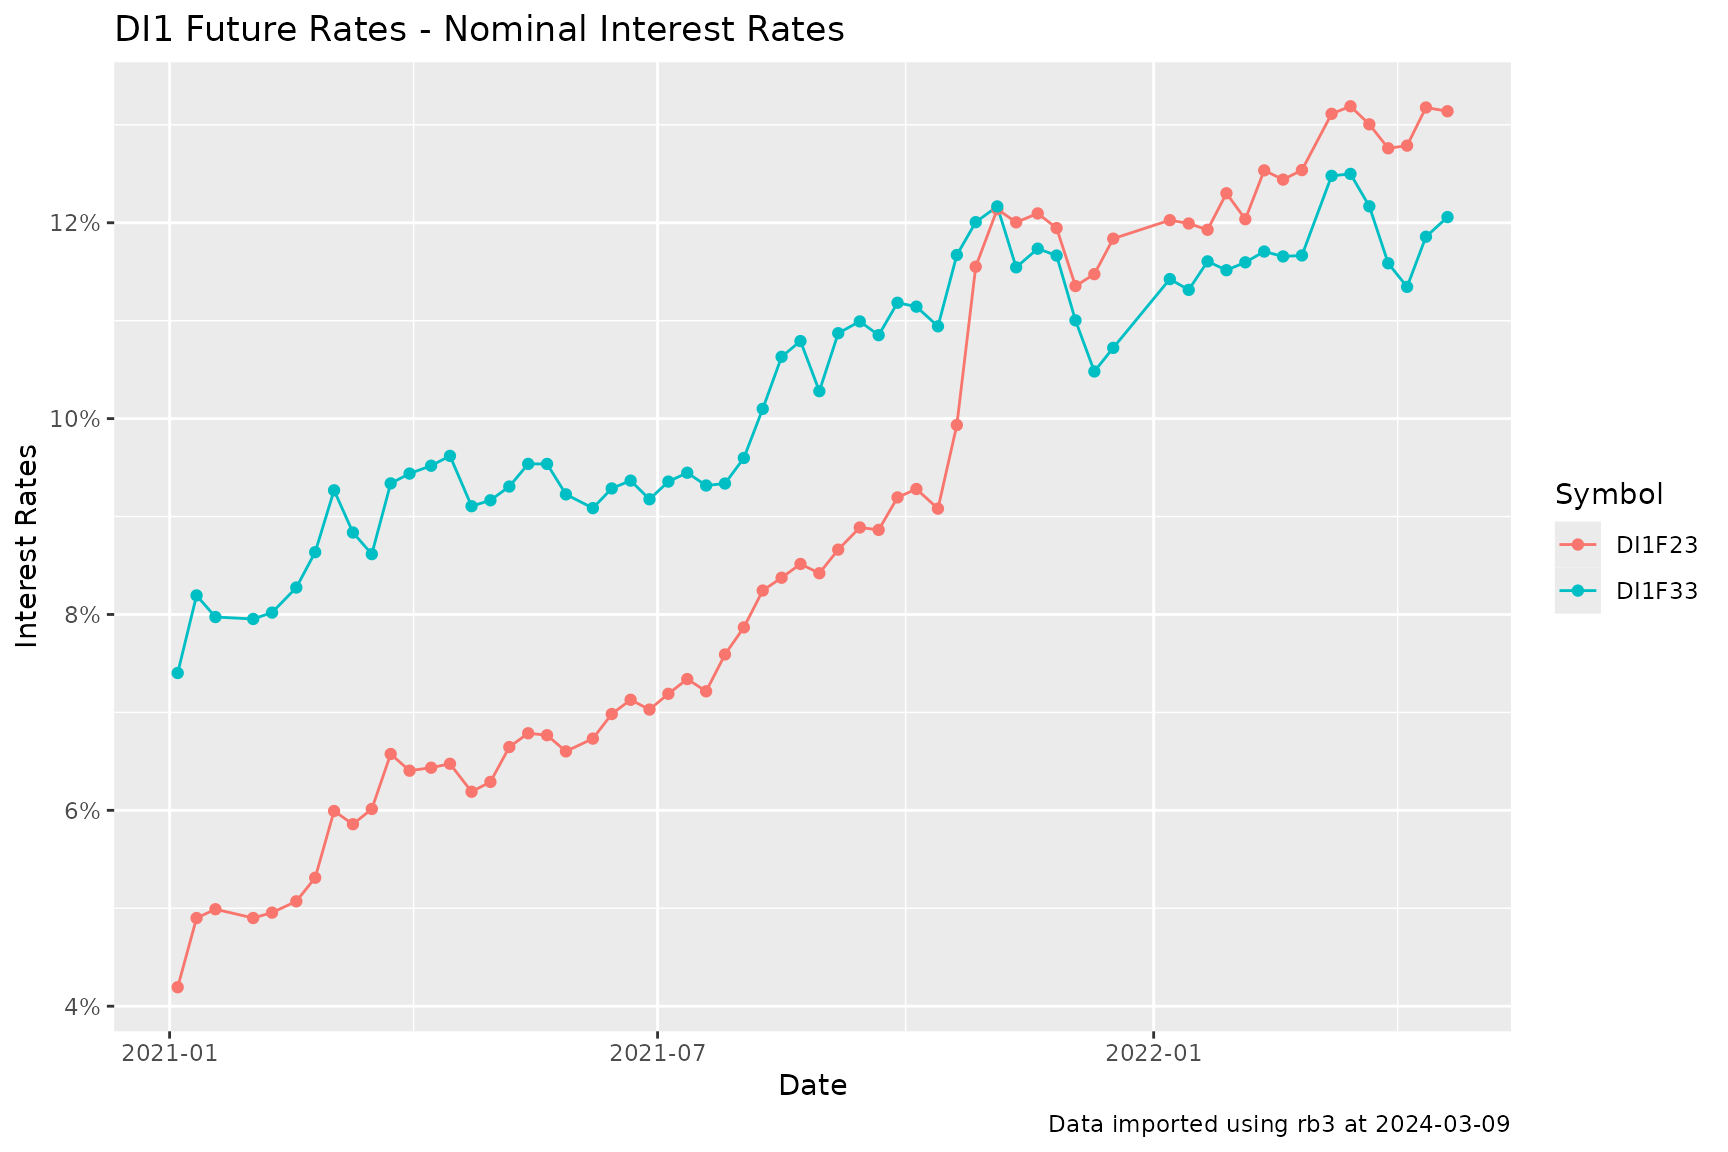 DI1 Future Rates - Nominal Interest Rates
Interest Rates
12%
10%
8%
6%
4%
2021-01
2021-07
2022-01
Date
Symbol
DI1F23
DI1F33
Data imported using rb3 at 2024-03-09